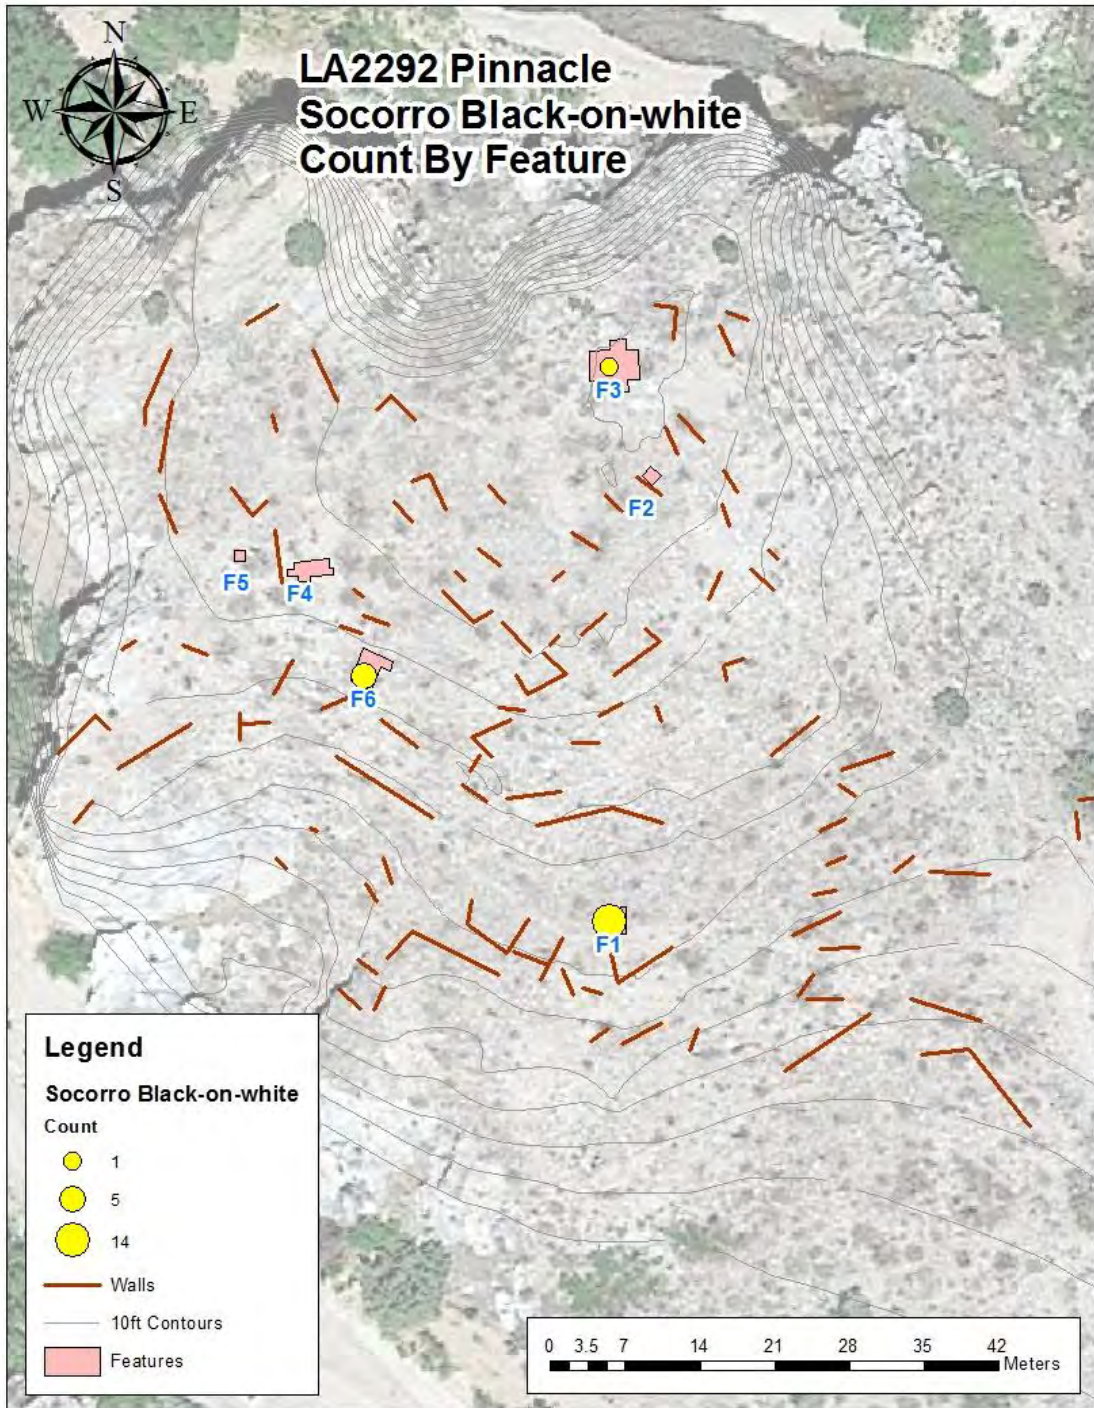 N
W E
S
LA2292 Pinnacle
Socorro Black-on-white
Count By Feature
F3
F2
F5
F4
F6
F1
Legend
Socorro Black-on-white
Count
1
5
14
Walls
10ft Contours
Features
0 3.5 7 14 21 28 35 42
Meters